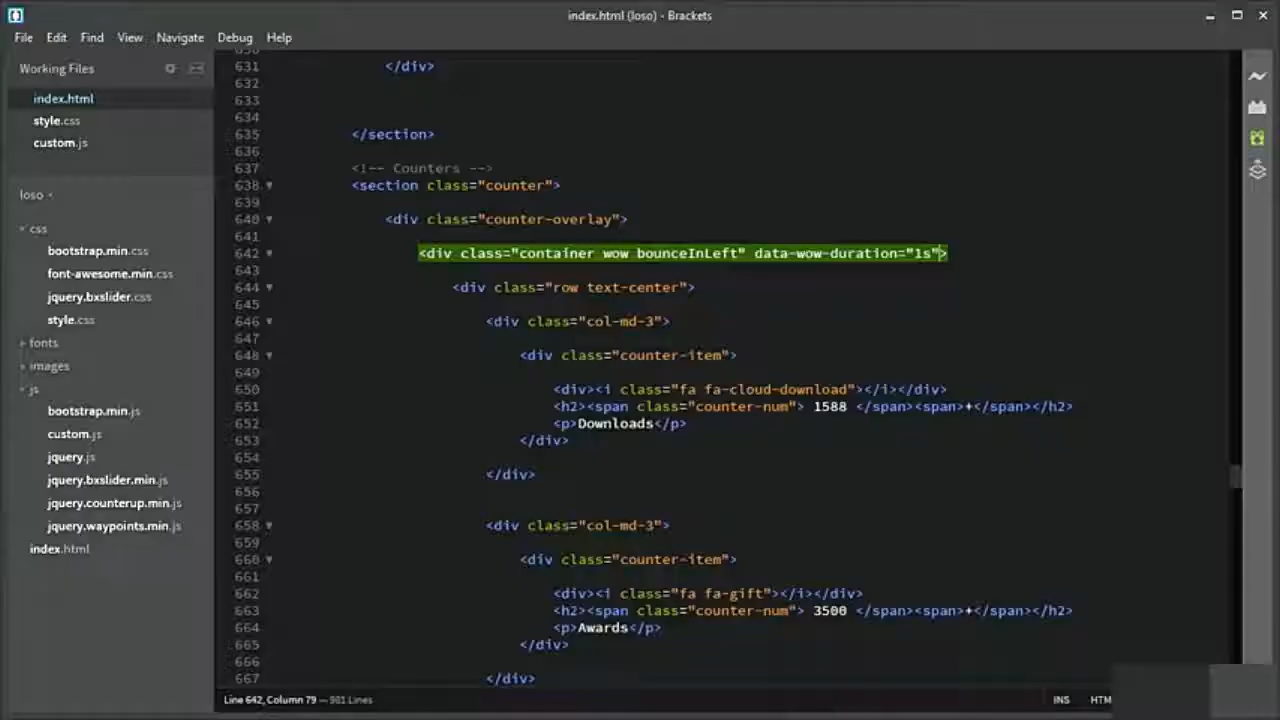 index.html (loso) - Brackets
File Edit Find View Navigate Debug Help
Working Files
index.html
style.css
custom.js
loso
css
bootstrap.min.css
font-awesome.min.css
jquery.bxslider.css
style.css
fonts
images
js
bootstrap.min.js
custom.js
jquery.js
jquery.bxslider.min.js
jquery.counterup.min.js
jquery.waypoints.min.js
index.html
631 </div>
632
633
634
635 </section>
636
637 <!-- Counters -->
638 <section class="counter">
639
640 <div class="counter-overlay">
641
642 <div class="container wow bounceInLeft" data-wow-duration="1s">
643
644 <div class="row text-center">
645
646 <div class="col-md-3">
647
648 <div class="counter-item">
649
650 <div><i class="fa fa-cloud-download"></i></div>
651 <h2><span class="counter-num"> 1588 </span><span>+</span></h2>
652 <p>Downloads</p>
653 </div>
654
655 </div>
656
657
658 <div class="col-md-3">
659
660 <div class="counter-item">
661
662 <div><i class="fa fa-gift"></i></div>
663 <h2><span class="counter-num"> 3500 </span><span>+</span></h2>
664 <p>Awards</p>
665 </div>
666
667 </div>
Line 642, Column 79 — 981 Lines
INS HTM